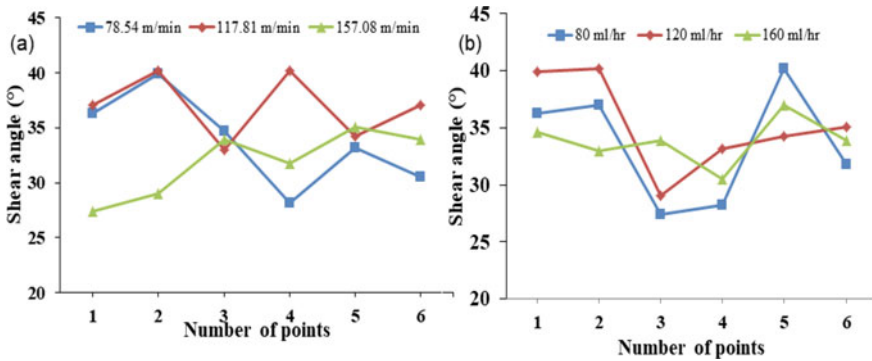 (a)
78.54 m/min 117.81 m/min 157.08 m/min
Shear angle (°)
45
40
35
30
25
20
1 2 3 4 5 6
Number of points
(b)
80 ml/hr 120 ml/hr 160 ml/hr
Shear angle (°)
45
40
35
30
25
20
1 2 3 4 5 6
Number of points